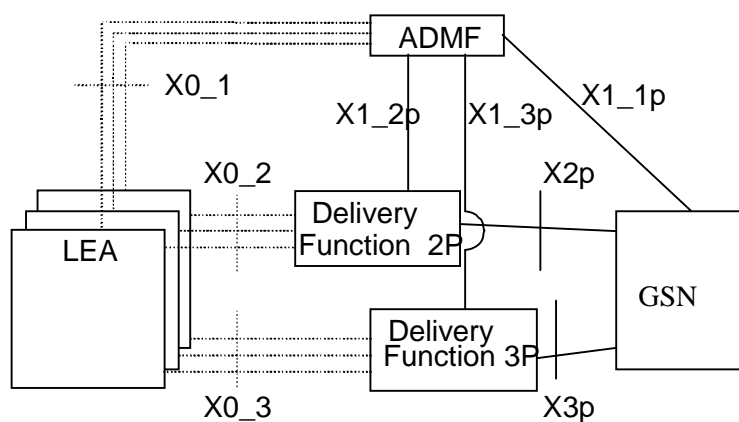 ADMF
X0_1
X1_2p
X1_3p
X1_1p
X0_2
X2p
Delivery
Function 2P
LEA
GSN
Delivery
Function 3P
X0_3
X3p